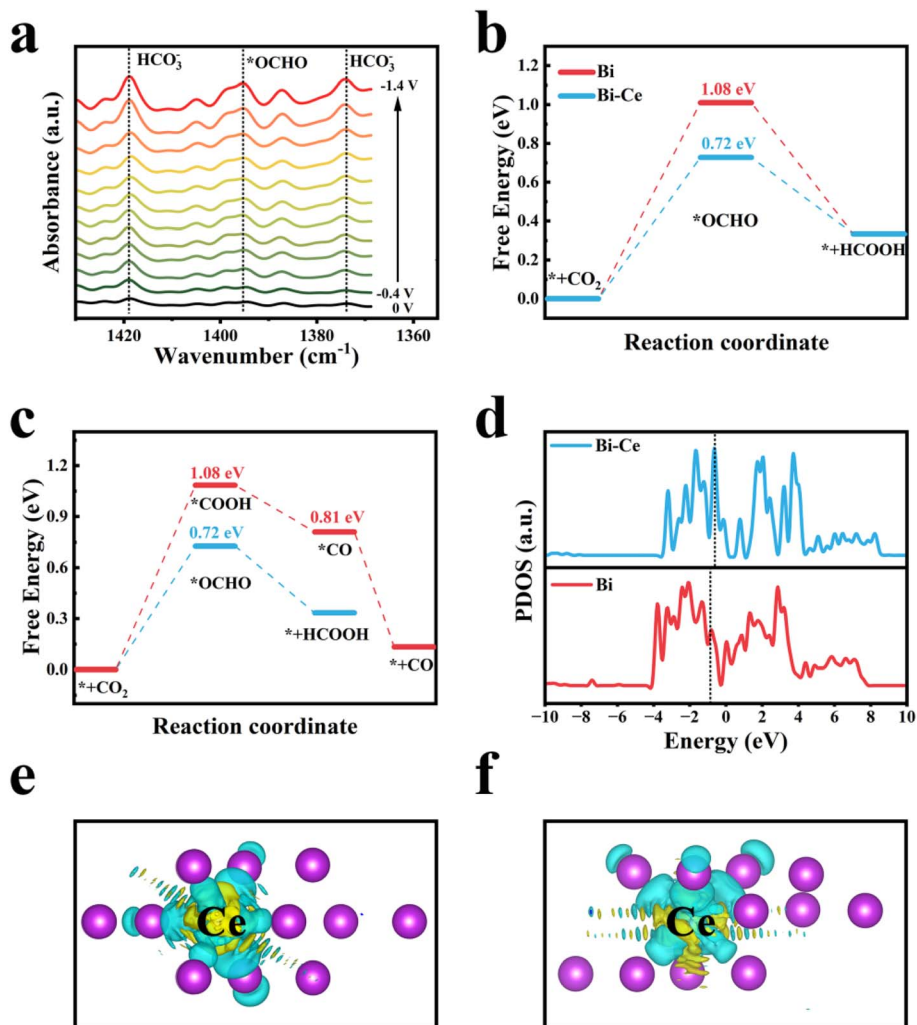 a
HCO₃⁻
*OCHO
HCO₃⁻
-1.4 V
-0.4 V
0 V
Absorbance (a.u.)
1420 1400 1380 1360
Wavenumber (cm⁻¹)
b
Bi
Bi-Ce
1.08 eV
0.72 eV
*OCHO
*+CO₂
*+HCOOH
Free Energy (eV)
1.2
1.0
0.8
0.6
0.4
0.2
0.0
Reaction coordinate
c
1.08 eV
*COOH
0.72 eV
*OCHO
0.81 eV
*CO
*+HCOOH
*+CO₂
*+CO
Free Energy (eV)
1.2
0.9
0.6
0.3
0.0
Reaction coordinate
d
Bi-Ce
Bi
PDOS (a.u.)
−10 −8 −6 −4 −2 0 2 4 6 8 10
Energy (eV)
e
Ce
f
Ce